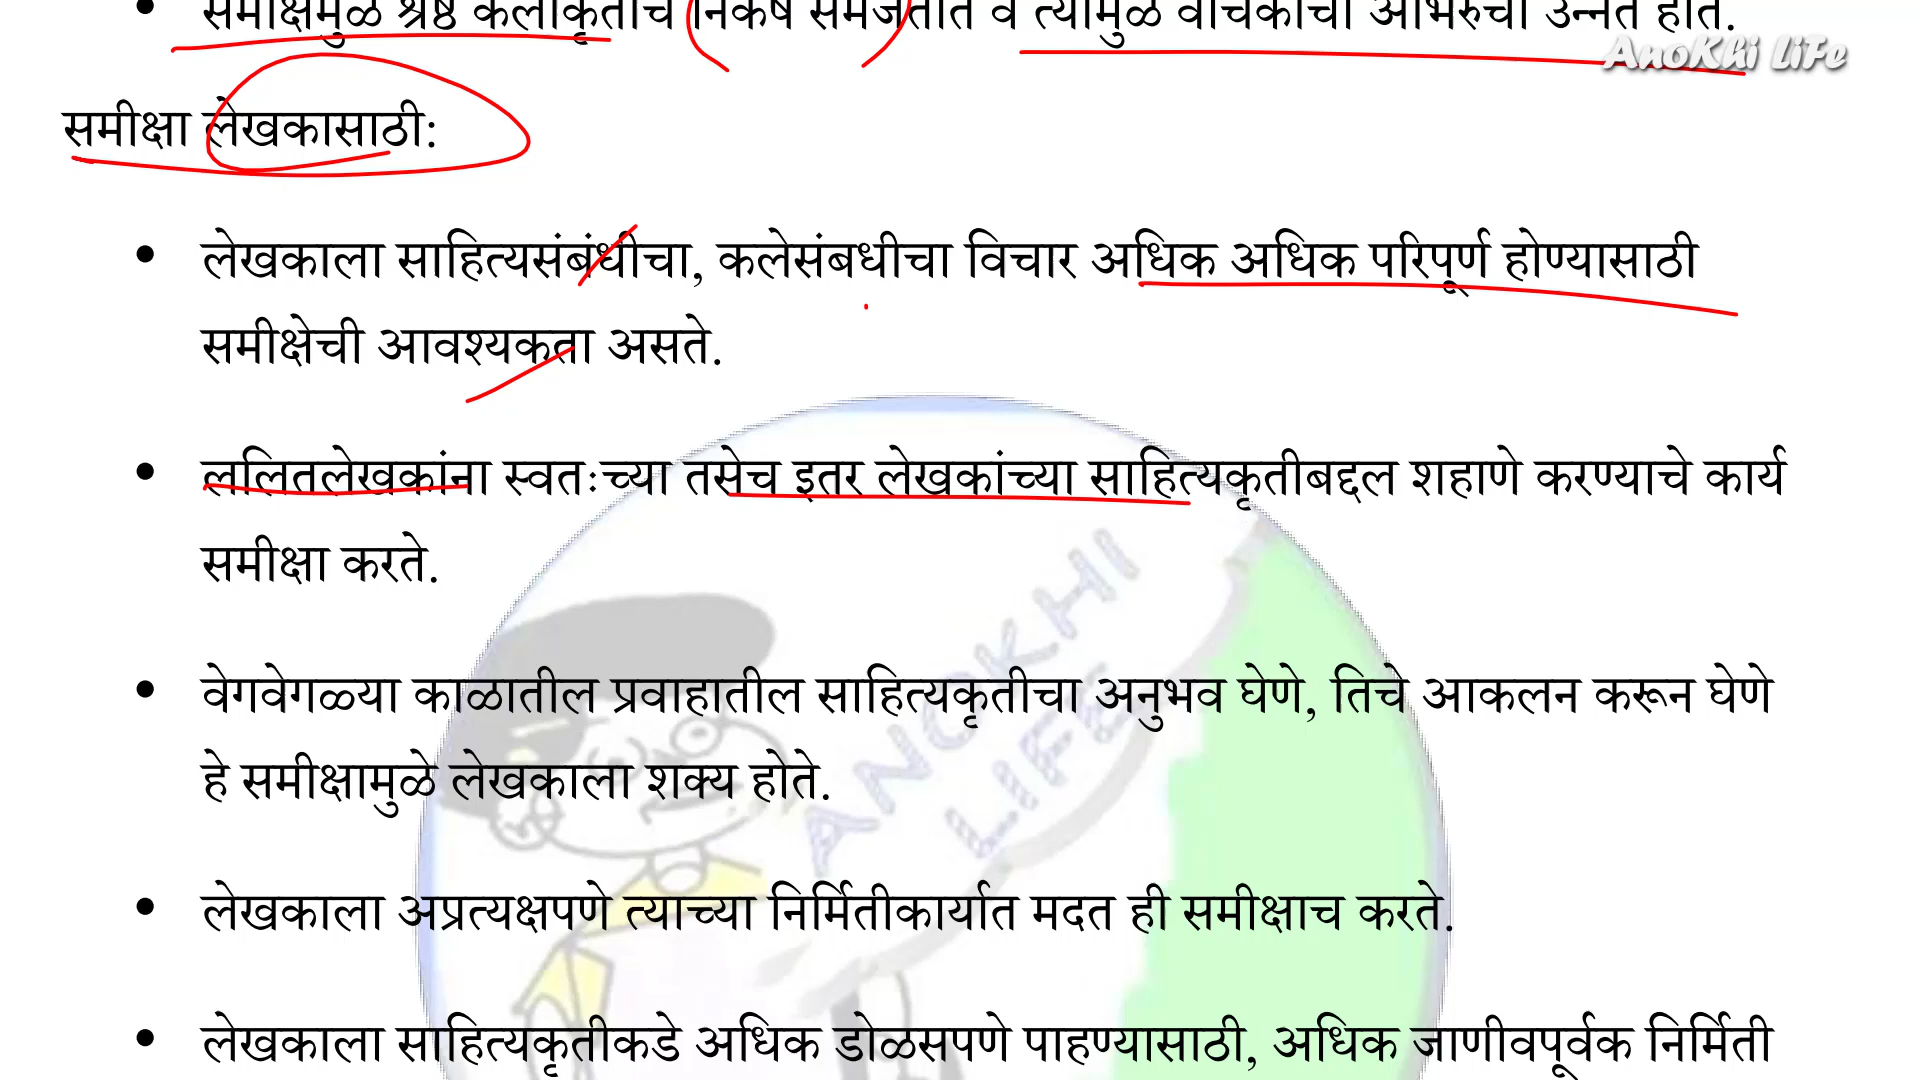 समीक्षेमुळे श्रेष्ठ कलाकृतीचे निकष समजतात व त्यामुळे वाचकांची अभिरुची उन्नत होते.
AnoKhi LiFe
समीक्षा लेखकासाठी:
• लेखकाला साहित्यसंबंधीचा, कलेसंबधीचा विचार अधिक अधिक परिपूर्ण होण्यासाठी
समीक्षेची आवश्यकता असते.
• ललितलेखकांना स्वतःच्या तसेच इतर लेखकांच्या साहित्यकृतीबद्दल शहाणे करण्याचे कार्य
समीक्षा करते.
• वेगवेगळ्या काळातील प्रवाहातील साहित्यकृतीचा अनुभव घेणे, तिचे आकलन करून घेणे
हे समीक्षामुळे लेखकाला शक्य होते.
• लेखकाला अप्रत्यक्षपणे त्याच्या निर्मितीकार्यात मदत ही समीक्षाच करते.
• लेखकाला साहित्यकृतीकडे अधिक डोळसपणे पाहण्यासाठी, अधिक जाणीवपूर्वक निर्मिती
ANOKHI
LIFE